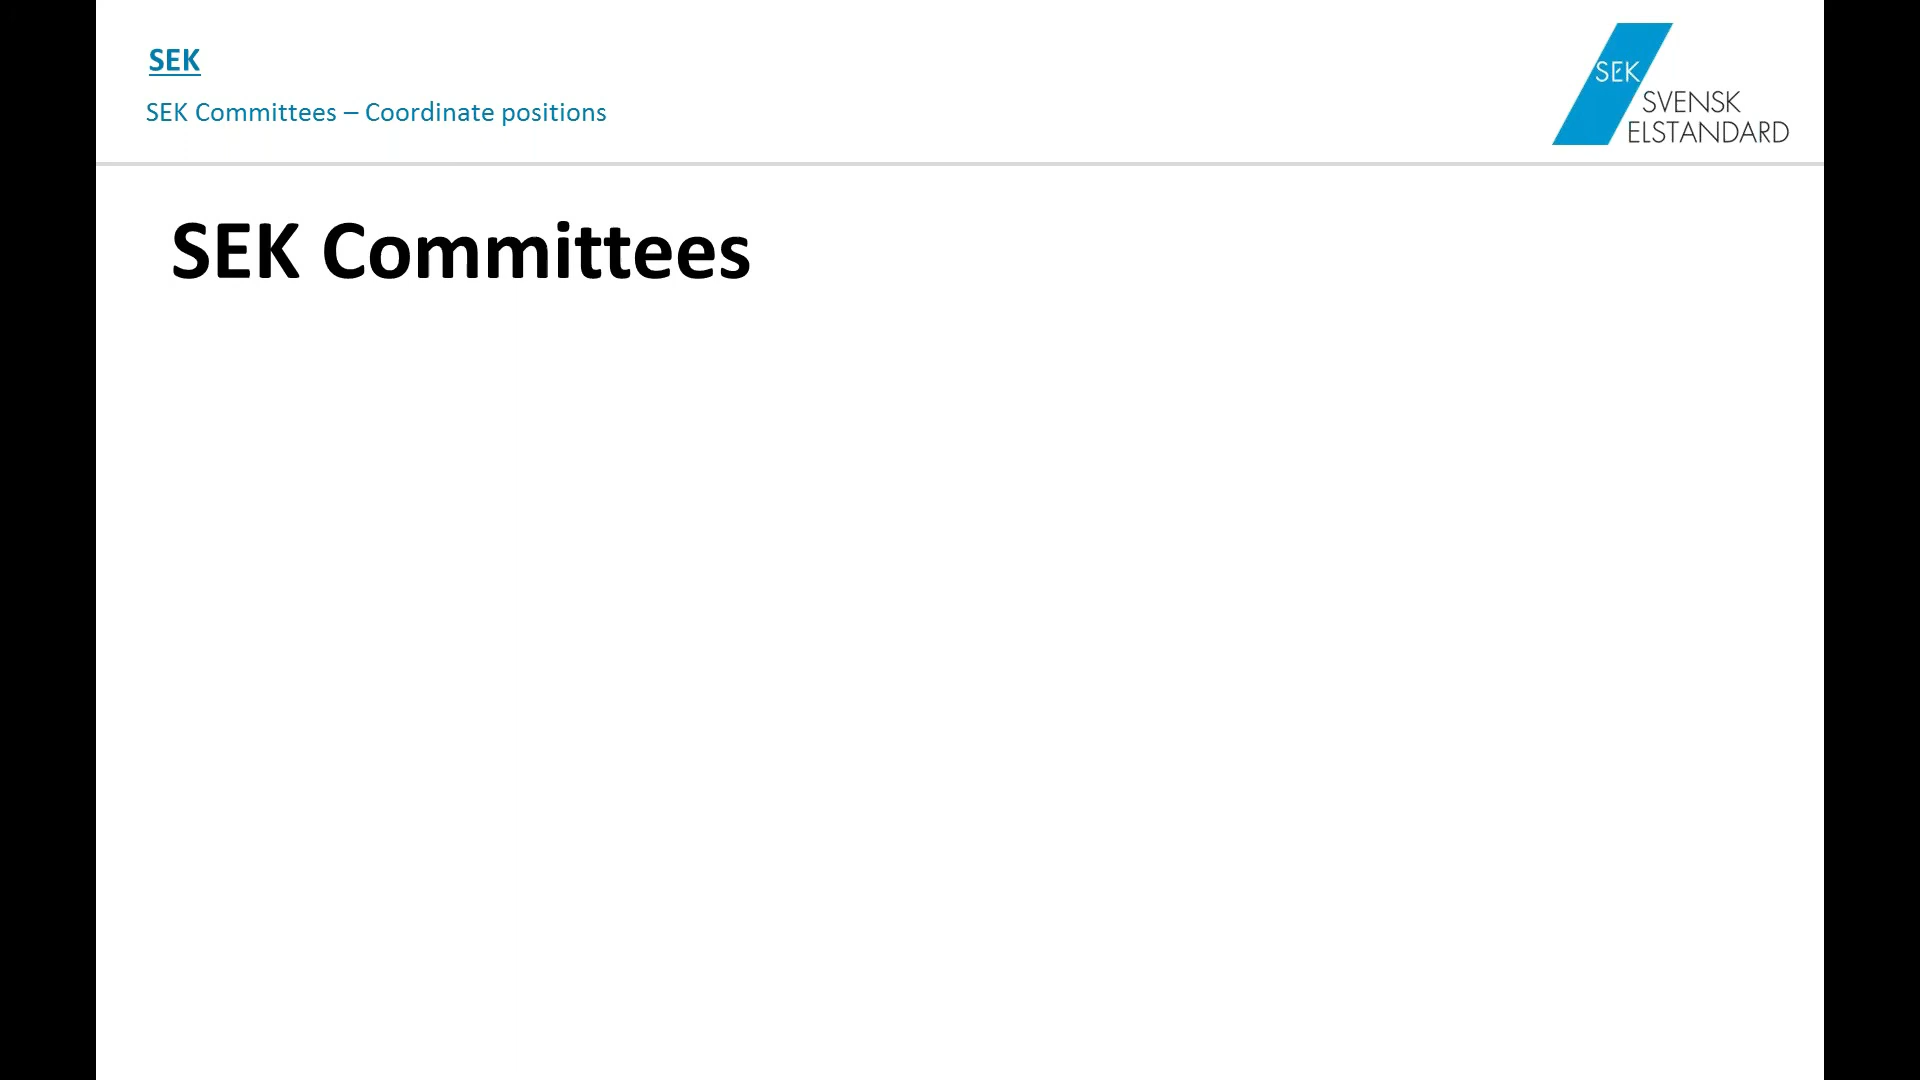 SEK
SEK Committees – Coordinate positions
SEK
SVENSK
ELSTANDARD
SEK Committees